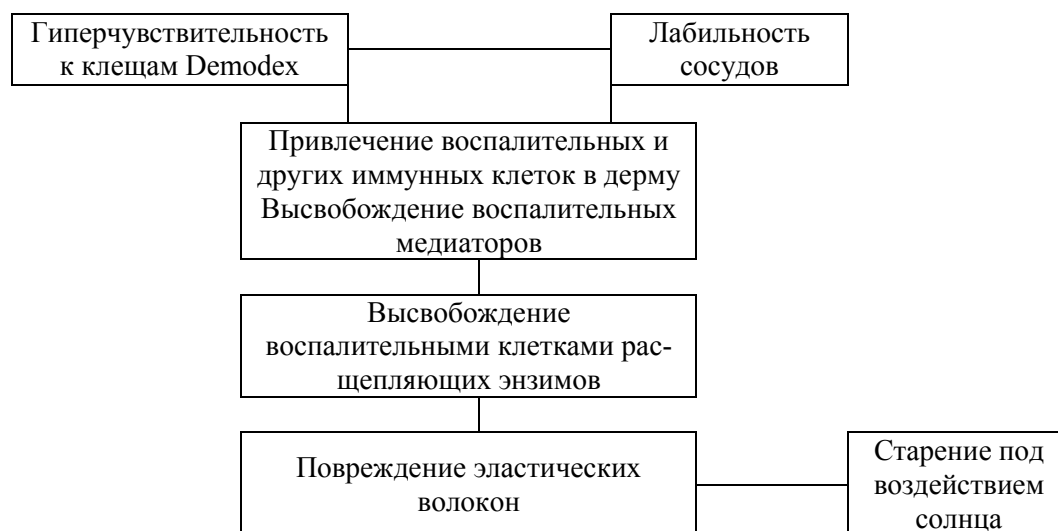 Гиперчувствительность
к клещам Demodex
Лабильность
сосудов
Привлечение воспалительных и
других иммунных клеток в дерму
Высвобождение воспалительных
медиаторов
Высвобождение
воспалительными клетками рас-
щепляющих энзимов
Повреждение эластических
волокон
Старение под
воздействием
солнца